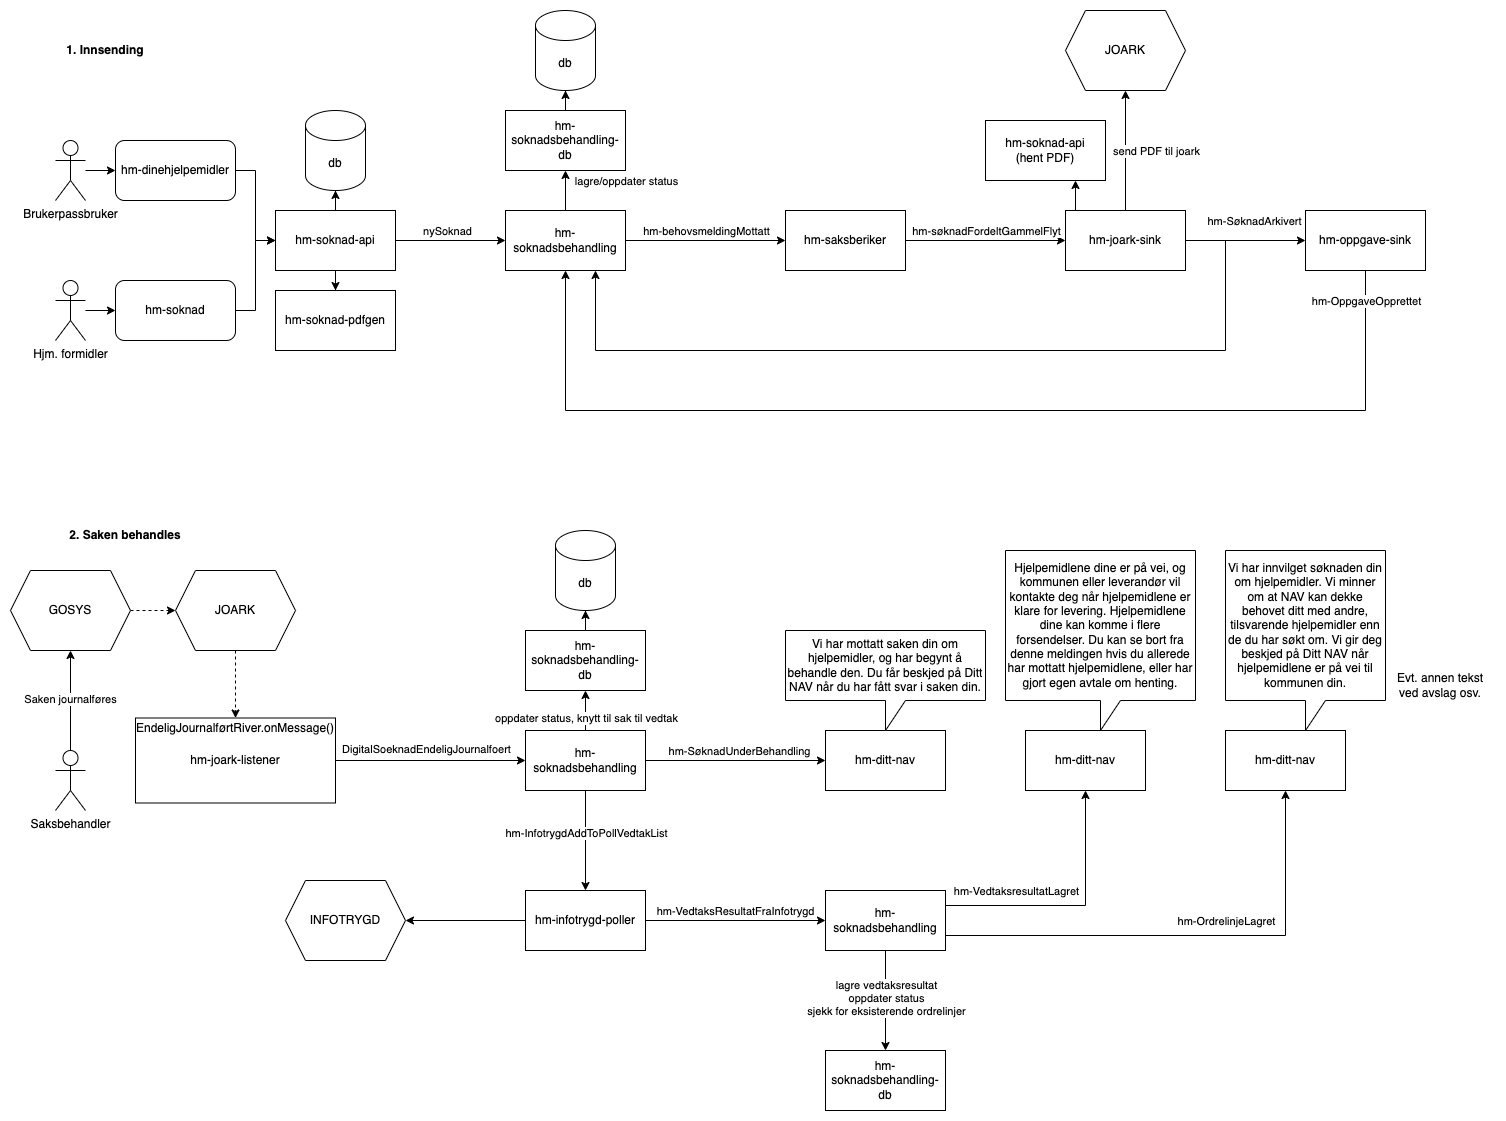 1. Innsending
db
JOARK
db
hm-
soknadsbehandling-
db
hm-soknad-api
(hent PDF)
send PDF til joark
hm-dinehjelpemidler
Brukerpassbruker
lagre/oppdater status
hm-soknad-api
nySoknad
hm-
soknadsbehandling
hm-behovsmeldingMottatt
hm-saksberiker
hm-søknadFordeltGammelFlyt
hm-joark-sink
hm-SøknadArkivert
hm-oppgave-sink
hm-soknad
Hjm. formidler
hm-soknad-pdfgen
hm-OppgaveOpprettet
2. Saken behandles
GOSYS
JOARK
db
hm-
soknadsbehandling-
db
Vi har mottatt saken din om
hjelpemidler, og har begynt å
behandle den. Du får beskjed på Ditt
NAV når du har fått svar i saken din.
Hjelpemidlene dine er på vei, og
kommunen eller leverandør vil
kontakte deg når hjelpemidlene er
klare for levering. Hjelpemidlene
dine kan komme i flere
forsendelser. Du kan se bort fra
denne meldingen hvis du allerede
har mottatt hjelpemidlene, eller har
gjort egen avtale om henting.
Vi har innvilget søknaden din
om hjelpemidler. Vi minner
om at NAV kan dekke
behovet ditt med andre,
tilsvarende hjelpemidler enn
de du har søkt om. Vi gir deg
beskjed på Ditt NAV når
hjelpemidlene er på vei til
kommunen din.
Evt. annen tekst
ved avslag osv.
Saken journalføres
Saksbehandler
EndeligJournalførtRiver.onMessage()
hm-joark-listener
DigitalSoeknadEndeligJournalfoert
oppdater status, knytt til sak til vedtak
hm-
soknadsbehandling
hm-SøknadUnderBehandling
hm-ditt-nav
hm-ditt-nav
hm-ditt-nav
hm-InfotrygdAddToPollVedtakList
INFOTRYGD
hm-infotrygd-poller
hm-VedtaksResultatFraInfotrygd
hm-
soknadsbehandling
hm-VedtaksresultatLagret
hm-OrdrelinjeLagret
lagre vedtaksresultat
oppdater status
sjekk for eksisterende ordrelinjer
hm-
soknadsbehandling-
db